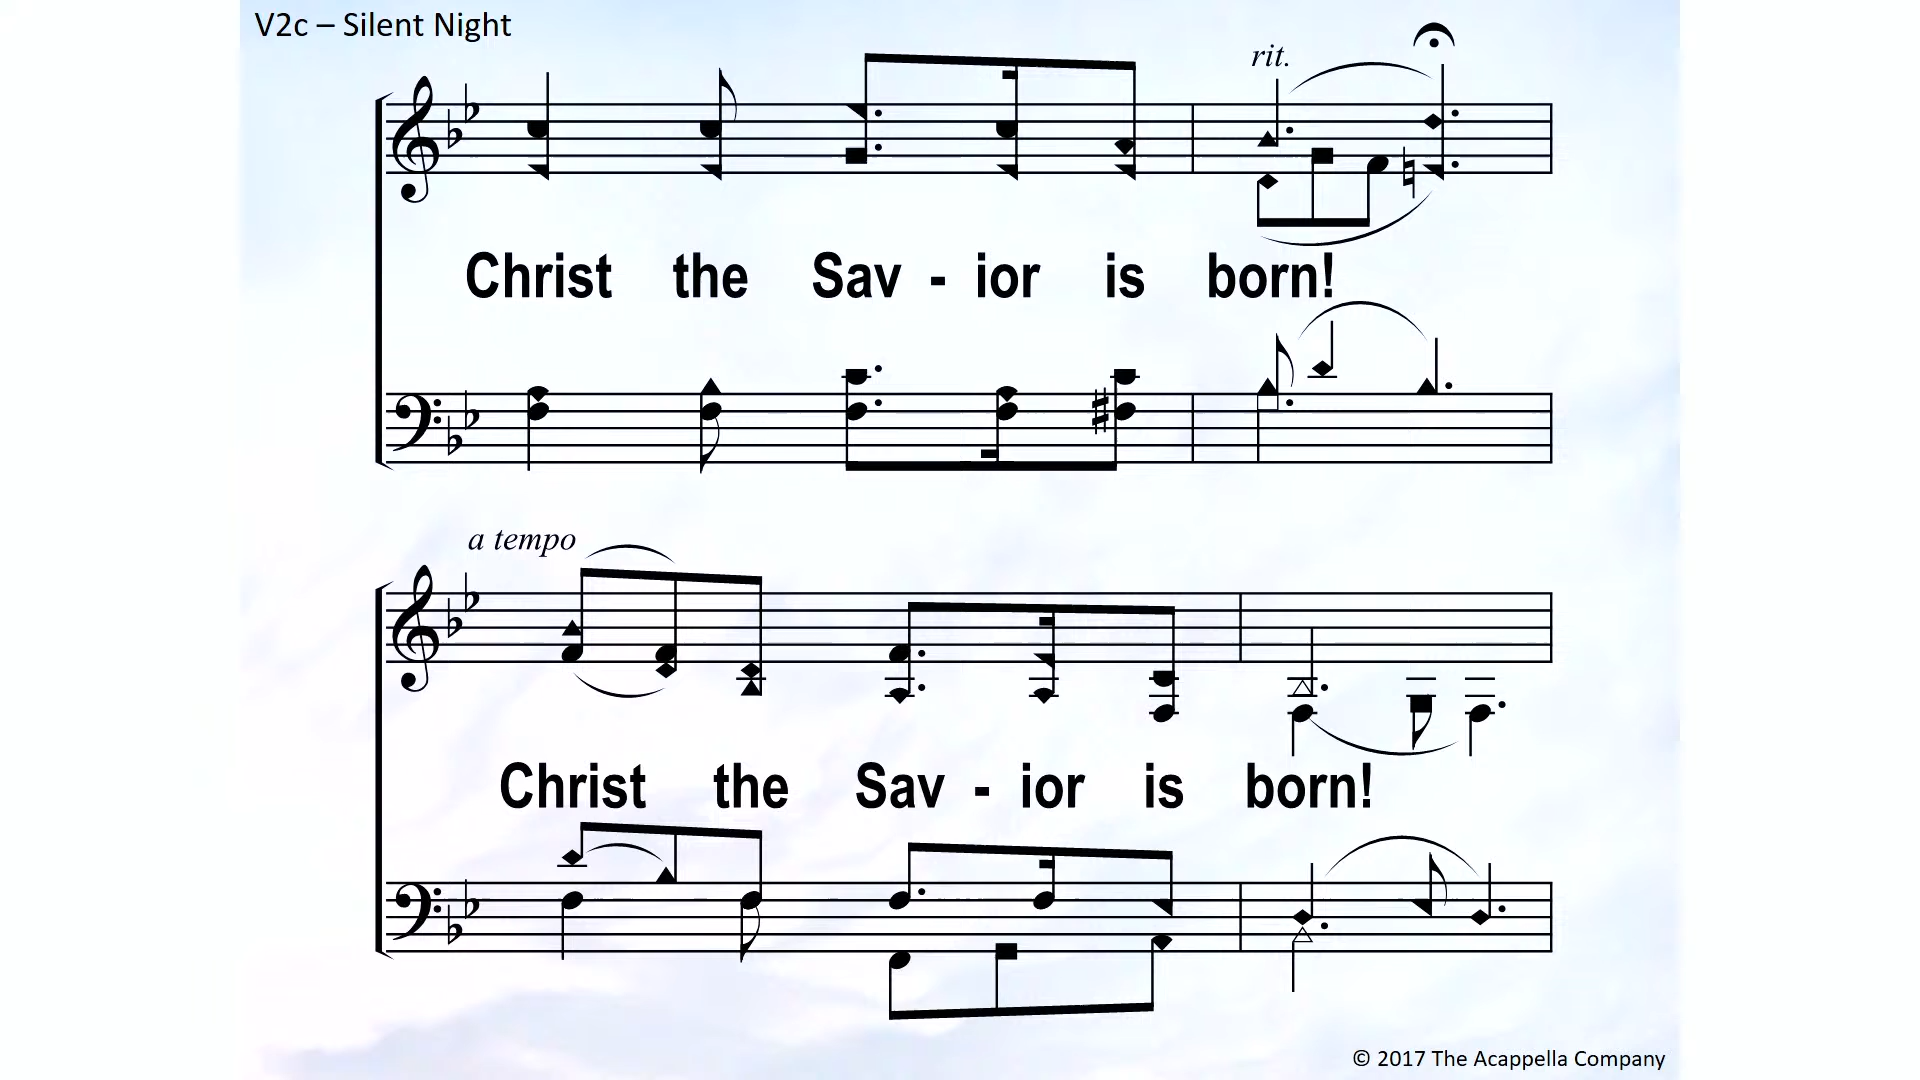 V2c – Silent Night
rit.
Christ the Sav - ior is born!
a tempo
Christ the Sav - ior is born!
© 2017 The Acappella Company